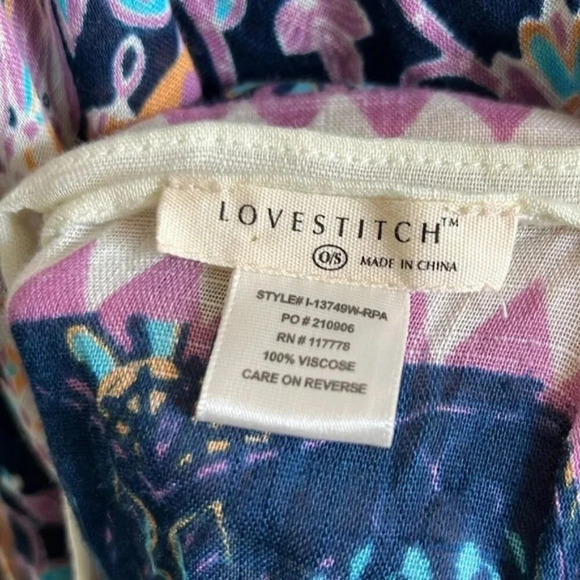 LOVESTITCH™
O/S MADE IN CHINA
STYLE# I-13749W-RPA
PO # 210906
RN # 117778
100% VISCOSE
CARE ON REVERSE